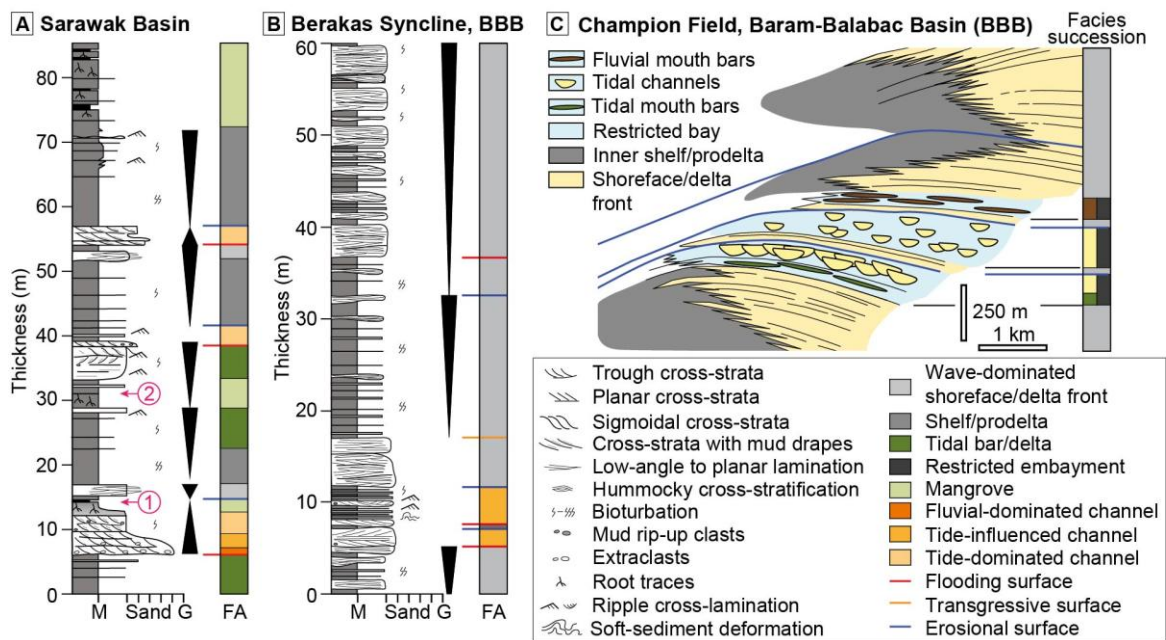 A Sarawak Basin
80
70
60
50
40
30
20
10
0
Thickness (m)
2
1
M Sand G FA
B Berakas Syncline, BBB
60
50
40
30
20
10
0
Thickness (m)
M Sand G FA
C Champion Field, Baram-Balabac Basin (BBB)
Facies
succession
Fluvial mouth bars
Tidal channels
Tidal mouth bars
Restricted bay
Inner shelf/prodelta
Shoreface/delta
front
250 m
1 km
Trough cross-strata
Planar cross-strata
Sigmoidal cross-strata
Cross-strata with mud drapes
Low-angle to planar lamination
Hummocky cross-stratification
Bioturbation
Mud rip-up clasts
Extraclasts
Root traces
Ripple cross-lamination
Soft-sediment deformation
Wave-dominated
shoreface/delta front
Shelf/prodelta
Tidal bar/delta
Restricted embayment
Mangrove
Fluvial-dominated channel
Tide-influenced channel
Tide-dominated channel
Flooding surface
Transgressive surface
Erosional surface